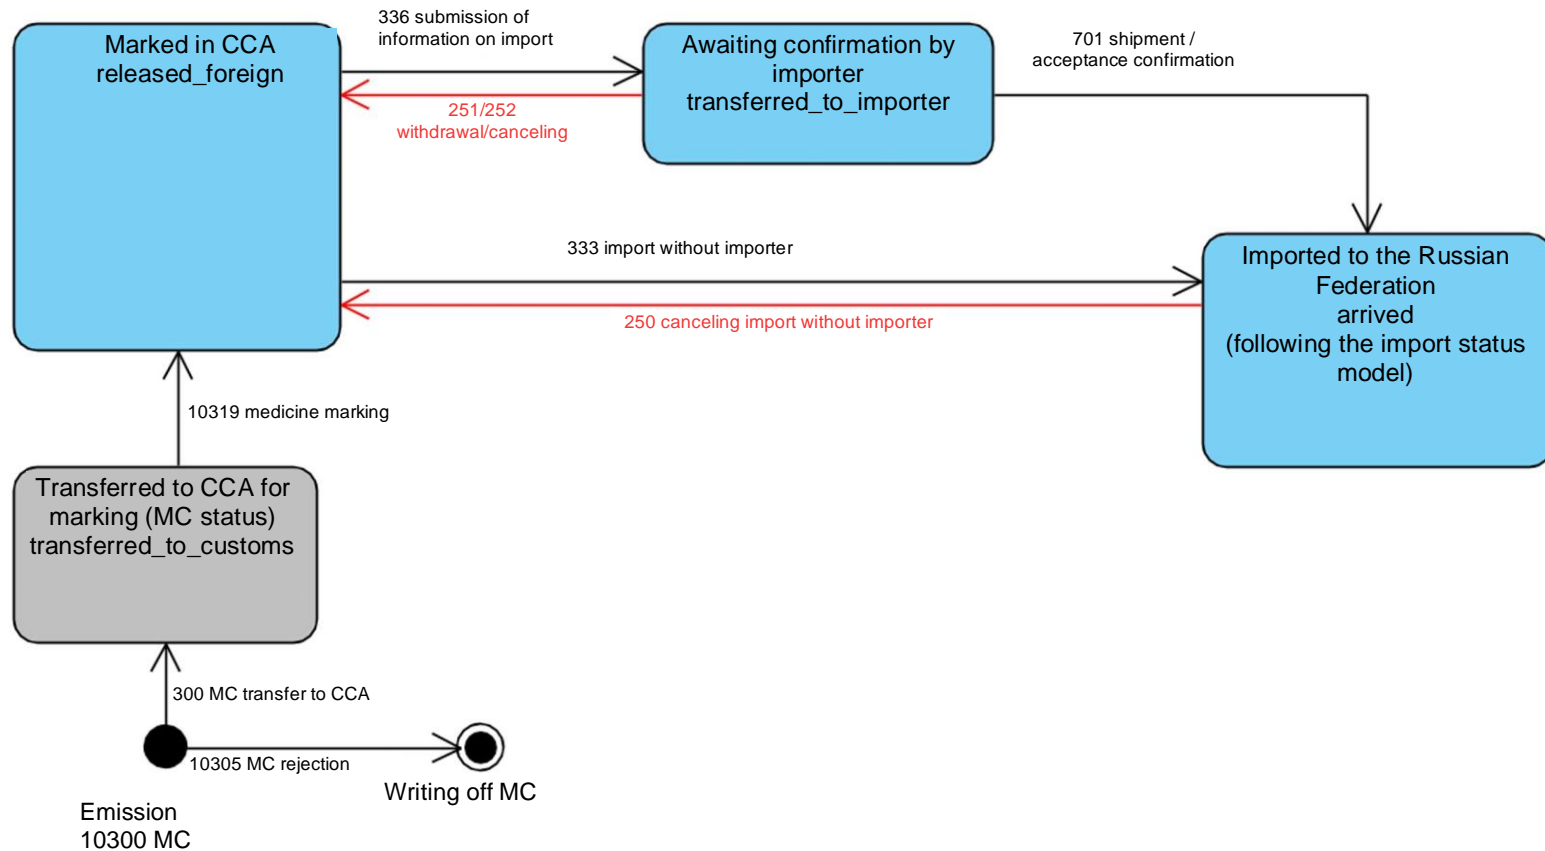 Marked in CCA
released_foreign
336 submission of
information on import
Awaiting confirmation by
importer
transferred_to_importer
701 shipment /
acceptance confirmation
251/252
withdrawal/canceling
333 import without importer
250 canceling import without importer
Imported to the Russian
Federation
arrived
(following the import status
model)
10319 medicine marking
Transferred to CCA for
marking (MC status)
transferred_to_customs
300 MC transfer to CCA
10305 MC rejection
Writing off MC
Emission
10300 MC